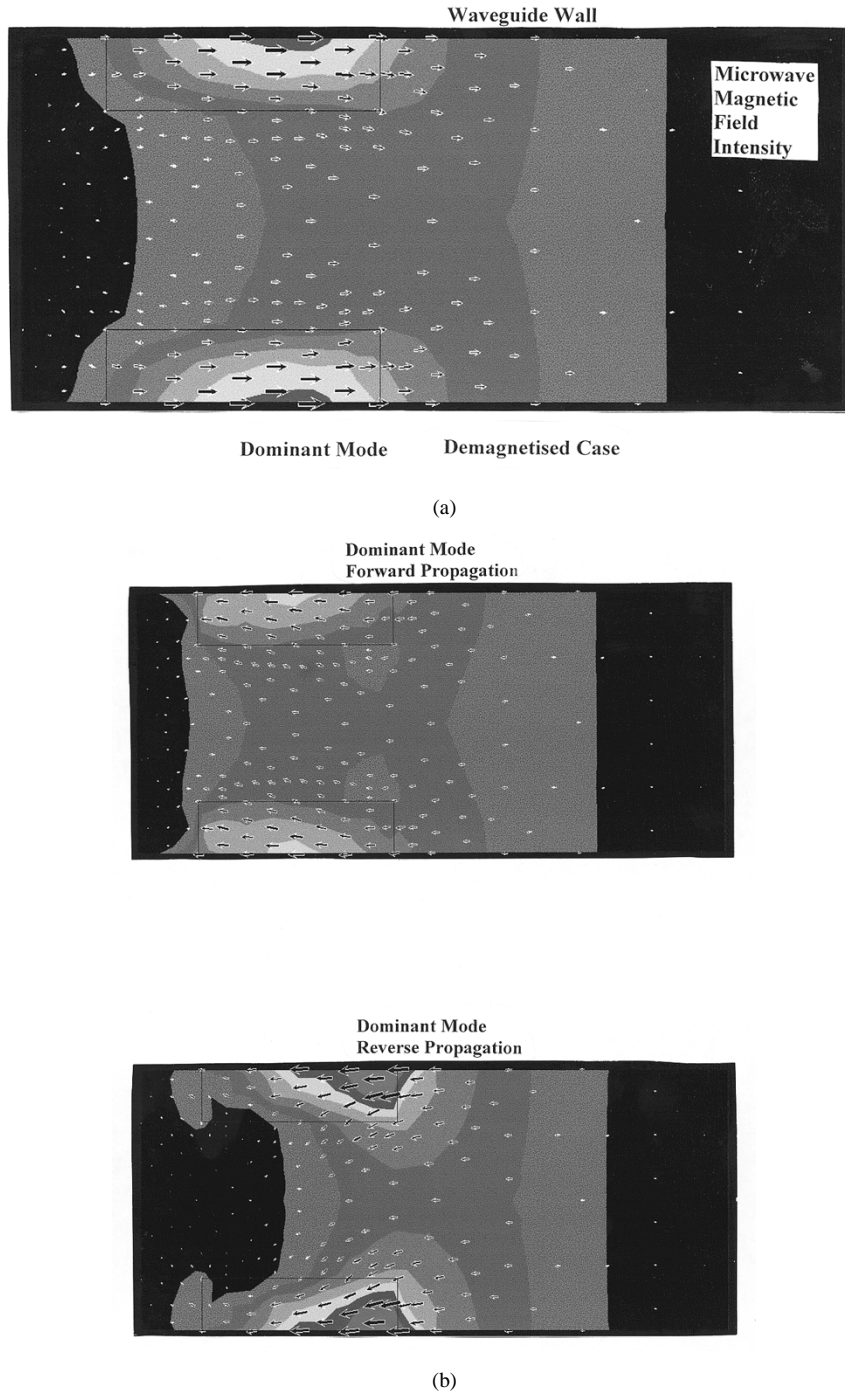 Waveguide Wall
Microwave
Magnetic
Field
Intensity
Dominant Mode Demagnetised Case
(a)
Dominant Mode
Forward Propagation
Dominant Mode
Reverse Propagation
(b)